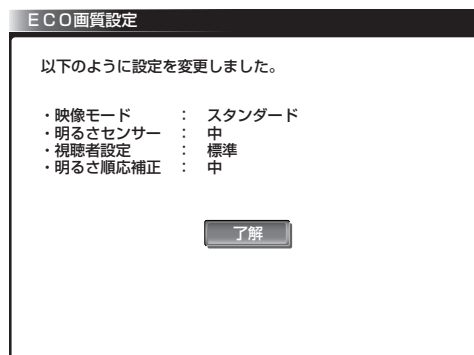 ECO画質設定
以下のように設定を変更しました。
・映像モード ： スタンダード
・明るさセンサー ： 中
・視聴者設定 ： 標準
・明るさ順応補正 ： 中
了解